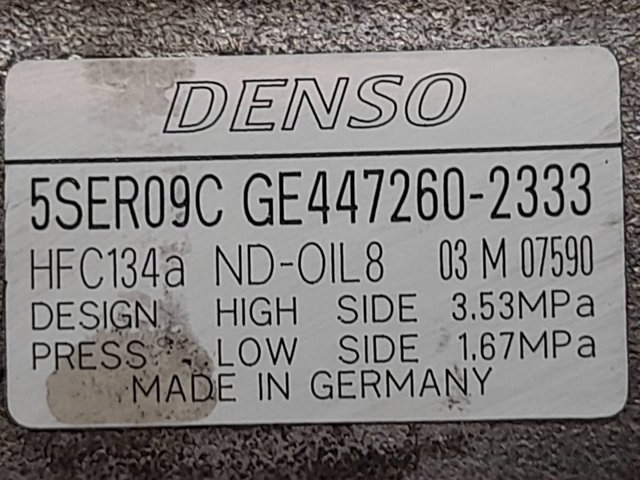 DENSO
5SER09C GE447260-2333
HFC134a ND-OIL8 03 M 07590
DESIGN HIGH SIDE 3.53MPa
PRESS. LOW SIDE 1.67MPa
MADE IN GERMANY